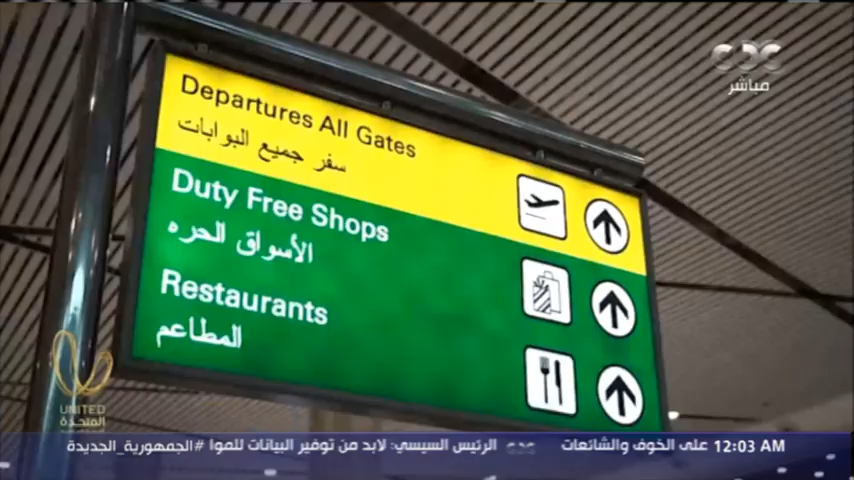 cbc
مباشر
Departures All Gates
سفر جميع البوابات
Duty Free Shops
الأسواق الحره
Restaurants
المطاعم
UNITED
المتحدة
12:03 AM
على الخوف والشائعات cbc الرئيس السيسي: لابد من توفير البيانات للموا #الجمهورية_الجديدة